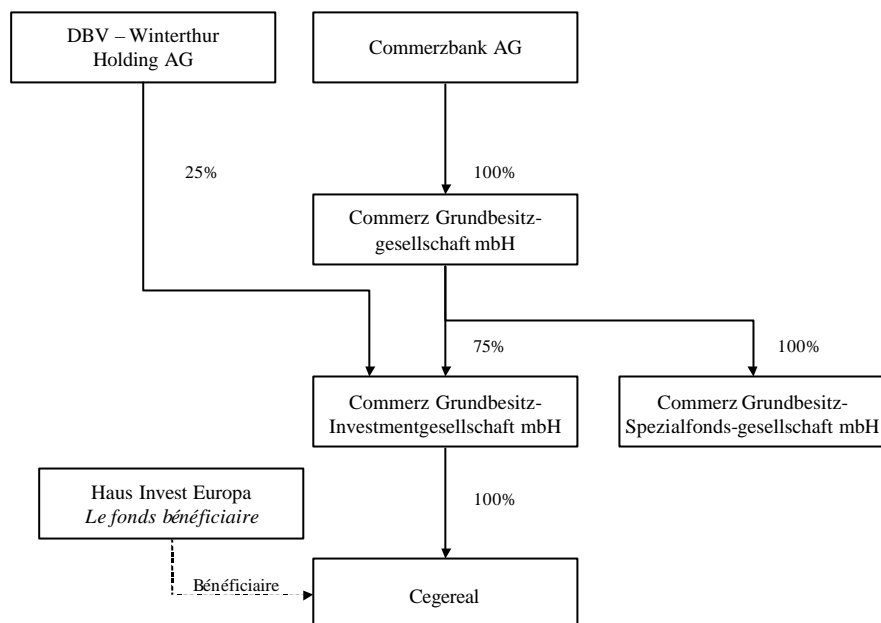 DBV – Winterthur
Holding AG
Commerzbank AG
25%
100%
Commerz Grundbesitz-
gesellschaft mbH
75%
100%
Commerz Grundbesitz-
Investmentgesellschaft mbH
Commerz Grundbesitz-
Spezialfonds-gesellschaft mbH
Haus Invest Europa
Le fonds bénéficiaire
100%
Bénéficiaire
Cegereal